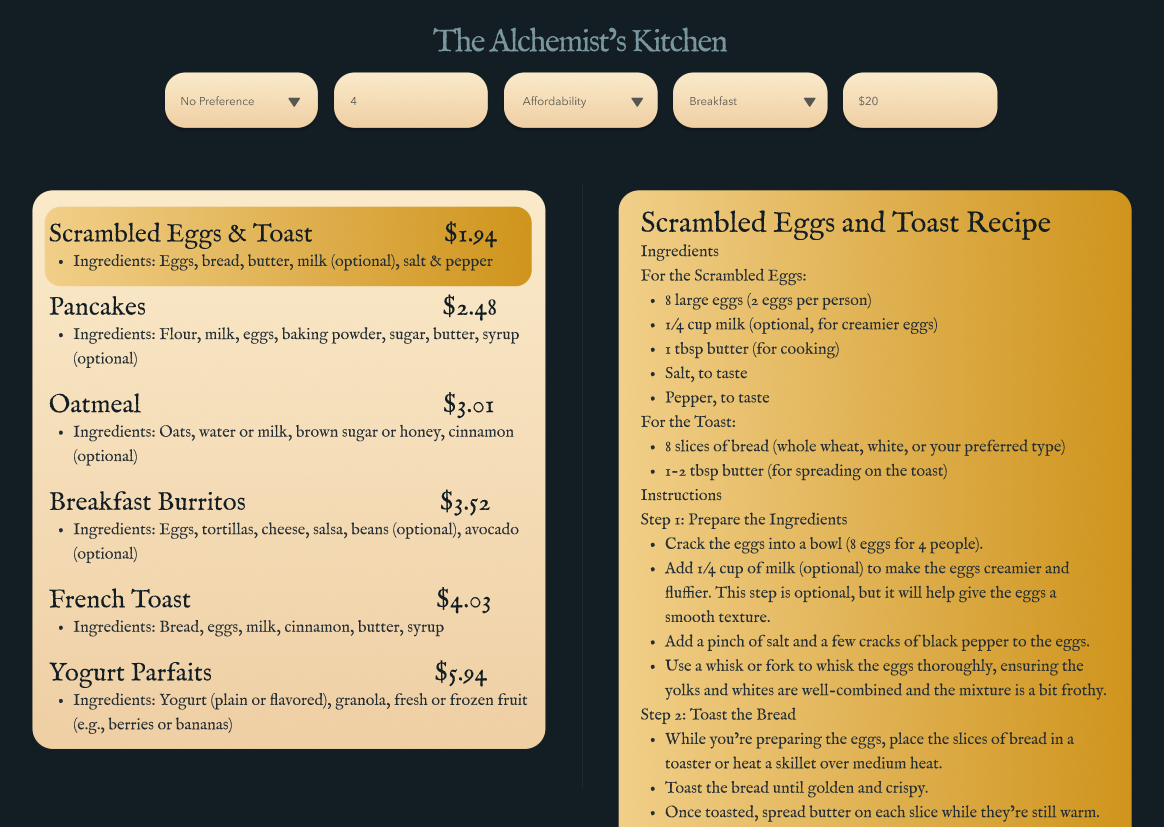 The Alchemist's Kitchen
No Preference
4
Affordability
Breakfast
$20
Scrambled Eggs & Toast $1.94
• Ingredients: Eggs, bread, butter, milk (optional), salt & pepper
Pancakes $2.48
• Ingredients: Flour, milk, eggs, baking powder, sugar, butter, syrup
(optional)
Oatmeal $3.01
• Ingredients: Oats, water or milk, brown sugar or honey, cinnamon
(optional)
Breakfast Burritos $3.52
• Ingredients: Eggs, tortillas, cheese, salsa, beans (optional), avocado
(optional)
French Toast $4.03
• Ingredients: Bread, eggs, milk, cinnamon, butter, syrup
Yogurt Parfaits $5.94
• Ingredients: Yogurt (plain or flavored), granola, fresh or frozen fruit
(e.g., berries or bananas)
Scrambled Eggs and Toast Recipe
Ingredients
For the Scrambled Eggs:
• 8 large eggs (2 eggs per person)
• 1/4 cup milk (optional, for creamier eggs)
• 1 tbsp butter (for cooking)
• Salt, to taste
• Pepper, to taste
For the Toast:
• 8 slices of bread (whole wheat, white, or your preferred type)
• 1-2 tbsp butter (for spreading on the toast)
Instructions
Step 1: Prepare the Ingredients
• Crack the eggs into a bowl (8 eggs for 4 people).
• Add 1/4 cup of milk (optional) to make the eggs creamier and
fluffier. This step is optional, but it will help give the eggs a
smooth texture.
• Add a pinch of salt and a few cracks of black pepper to the eggs.
• Use a whisk or fork to whisk the eggs thoroughly, ensuring the
yolks and whites are well-combined and the mixture is a bit frothy.
Step 2: Toast the Bread
• While you're preparing the eggs, place the slices of bread in a
toaster or heat a skillet over medium heat.
• Toast the bread until golden and crispy.
• Once toasted, spread butter on each slice while they're still warm.